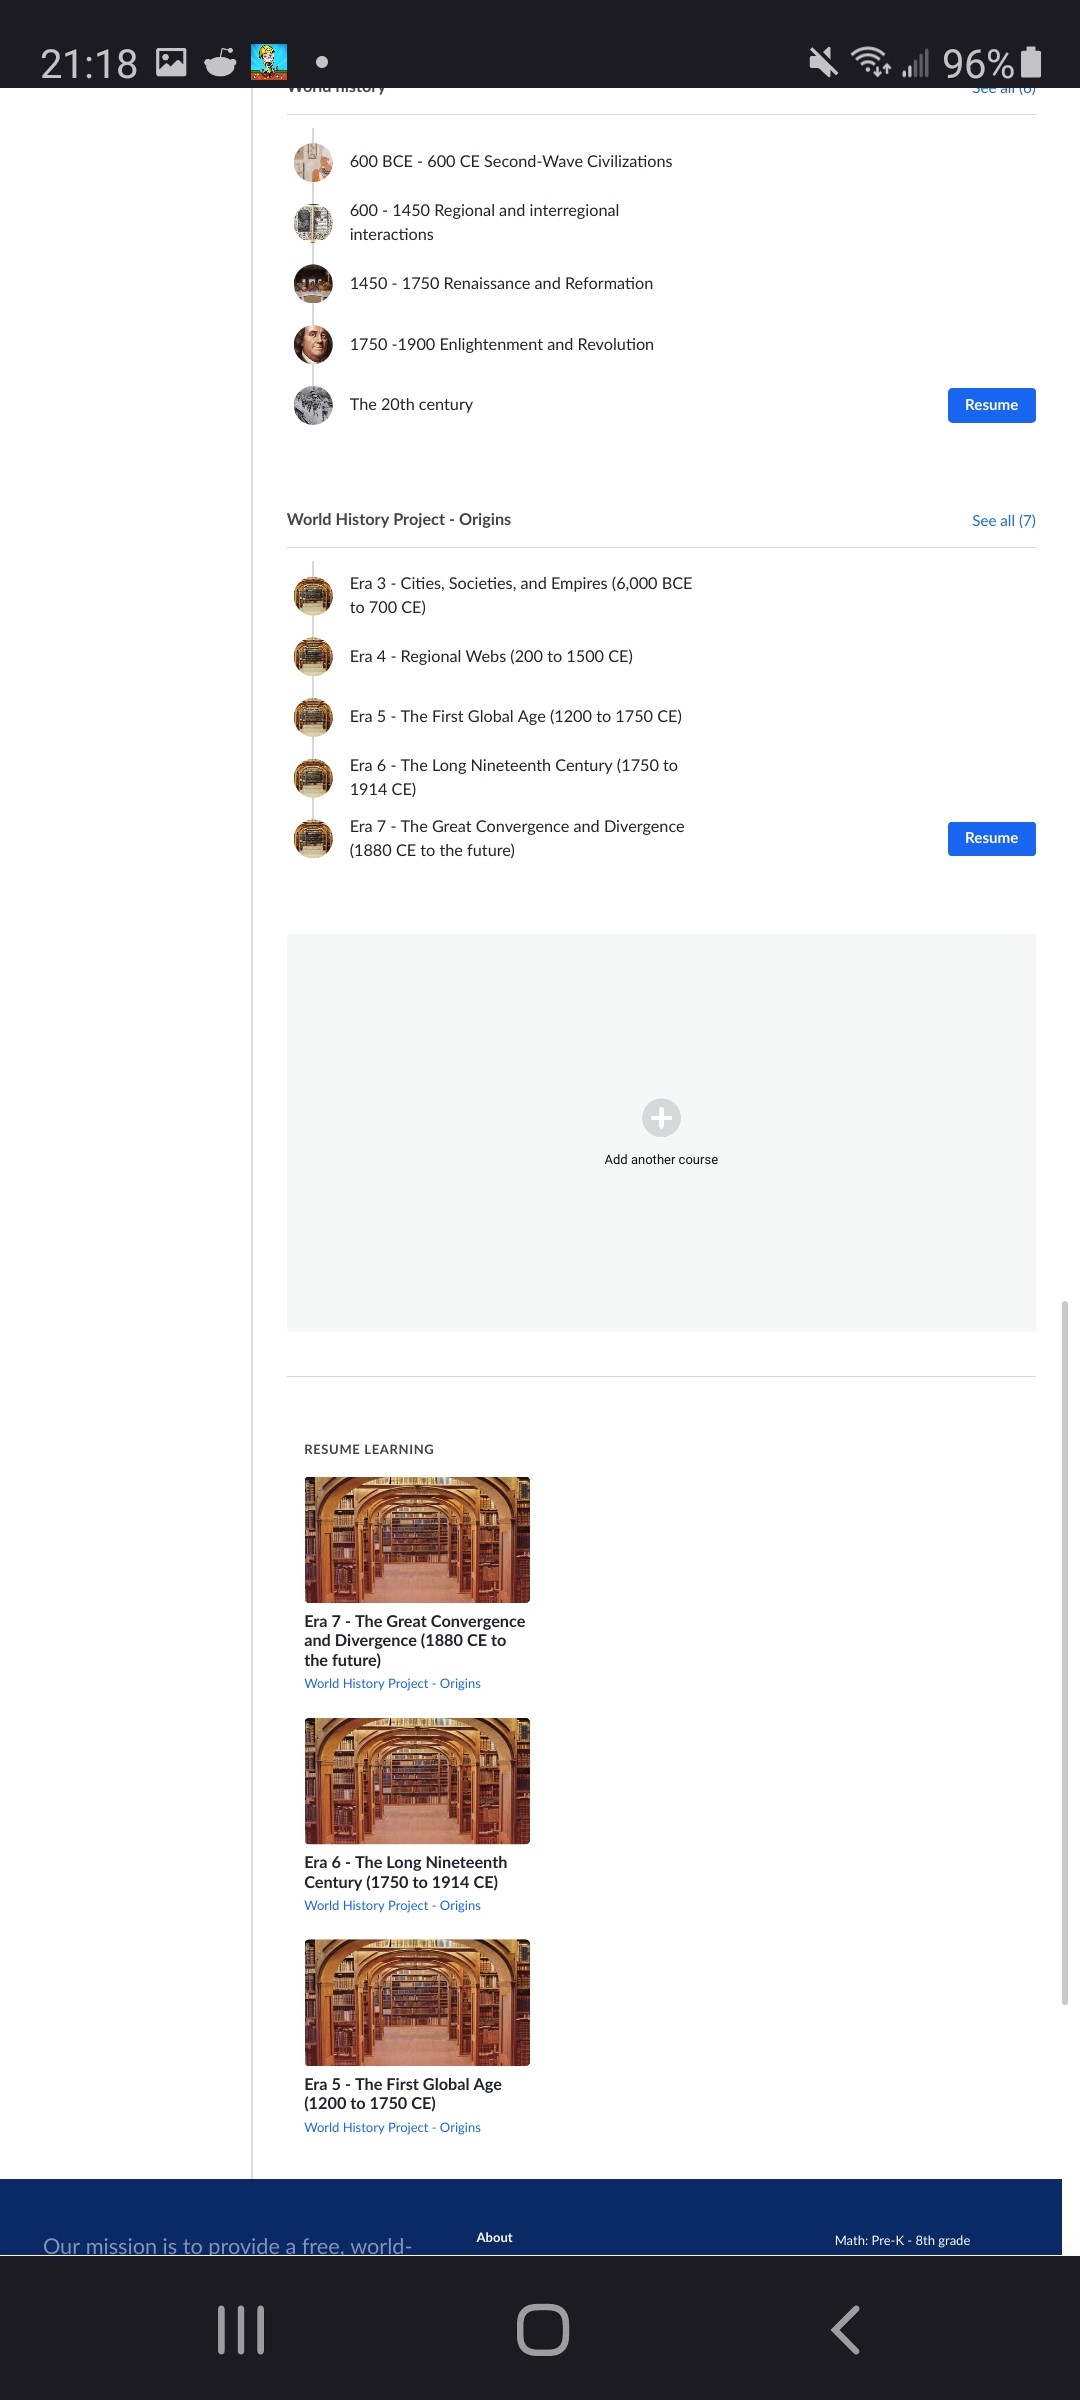 21:18
96%
World history
See all (6)
600 BCE - 600 CE Second-Wave Civilizations
600 - 1450 Regional and interregional
interactions
1450 - 1750 Renaissance and Reformation
1750 -1900 Enlightenment and Revolution
The 20th century
Resume
World History Project - Origins
See all (7)
Era 3 - Cities, Societies, and Empires (6,000 BCE
to 700 CE)
Era 4 - Regional Webs (200 to 1500 CE)
Era 5 - The First Global Age (1200 to 1750 CE)
Era 6 - The Long Nineteenth Century (1750 to
1914 CE)
Era 7 - The Great Convergence and Divergence
(1880 CE to the future)
Resume
Add another course
RESUME LEARNING
Era 7 - The Great Convergence
and Divergence (1880 CE to
the future)
World History Project - Origins
Era 6 - The Long Nineteenth
Century (1750 to 1914 CE)
World History Project - Origins
Era 5 - The First Global Age
(1200 to 1750 CE)
World History Project - Origins
Our mission is to provide a free, world-
About
Math: Pre-K - 8th grade